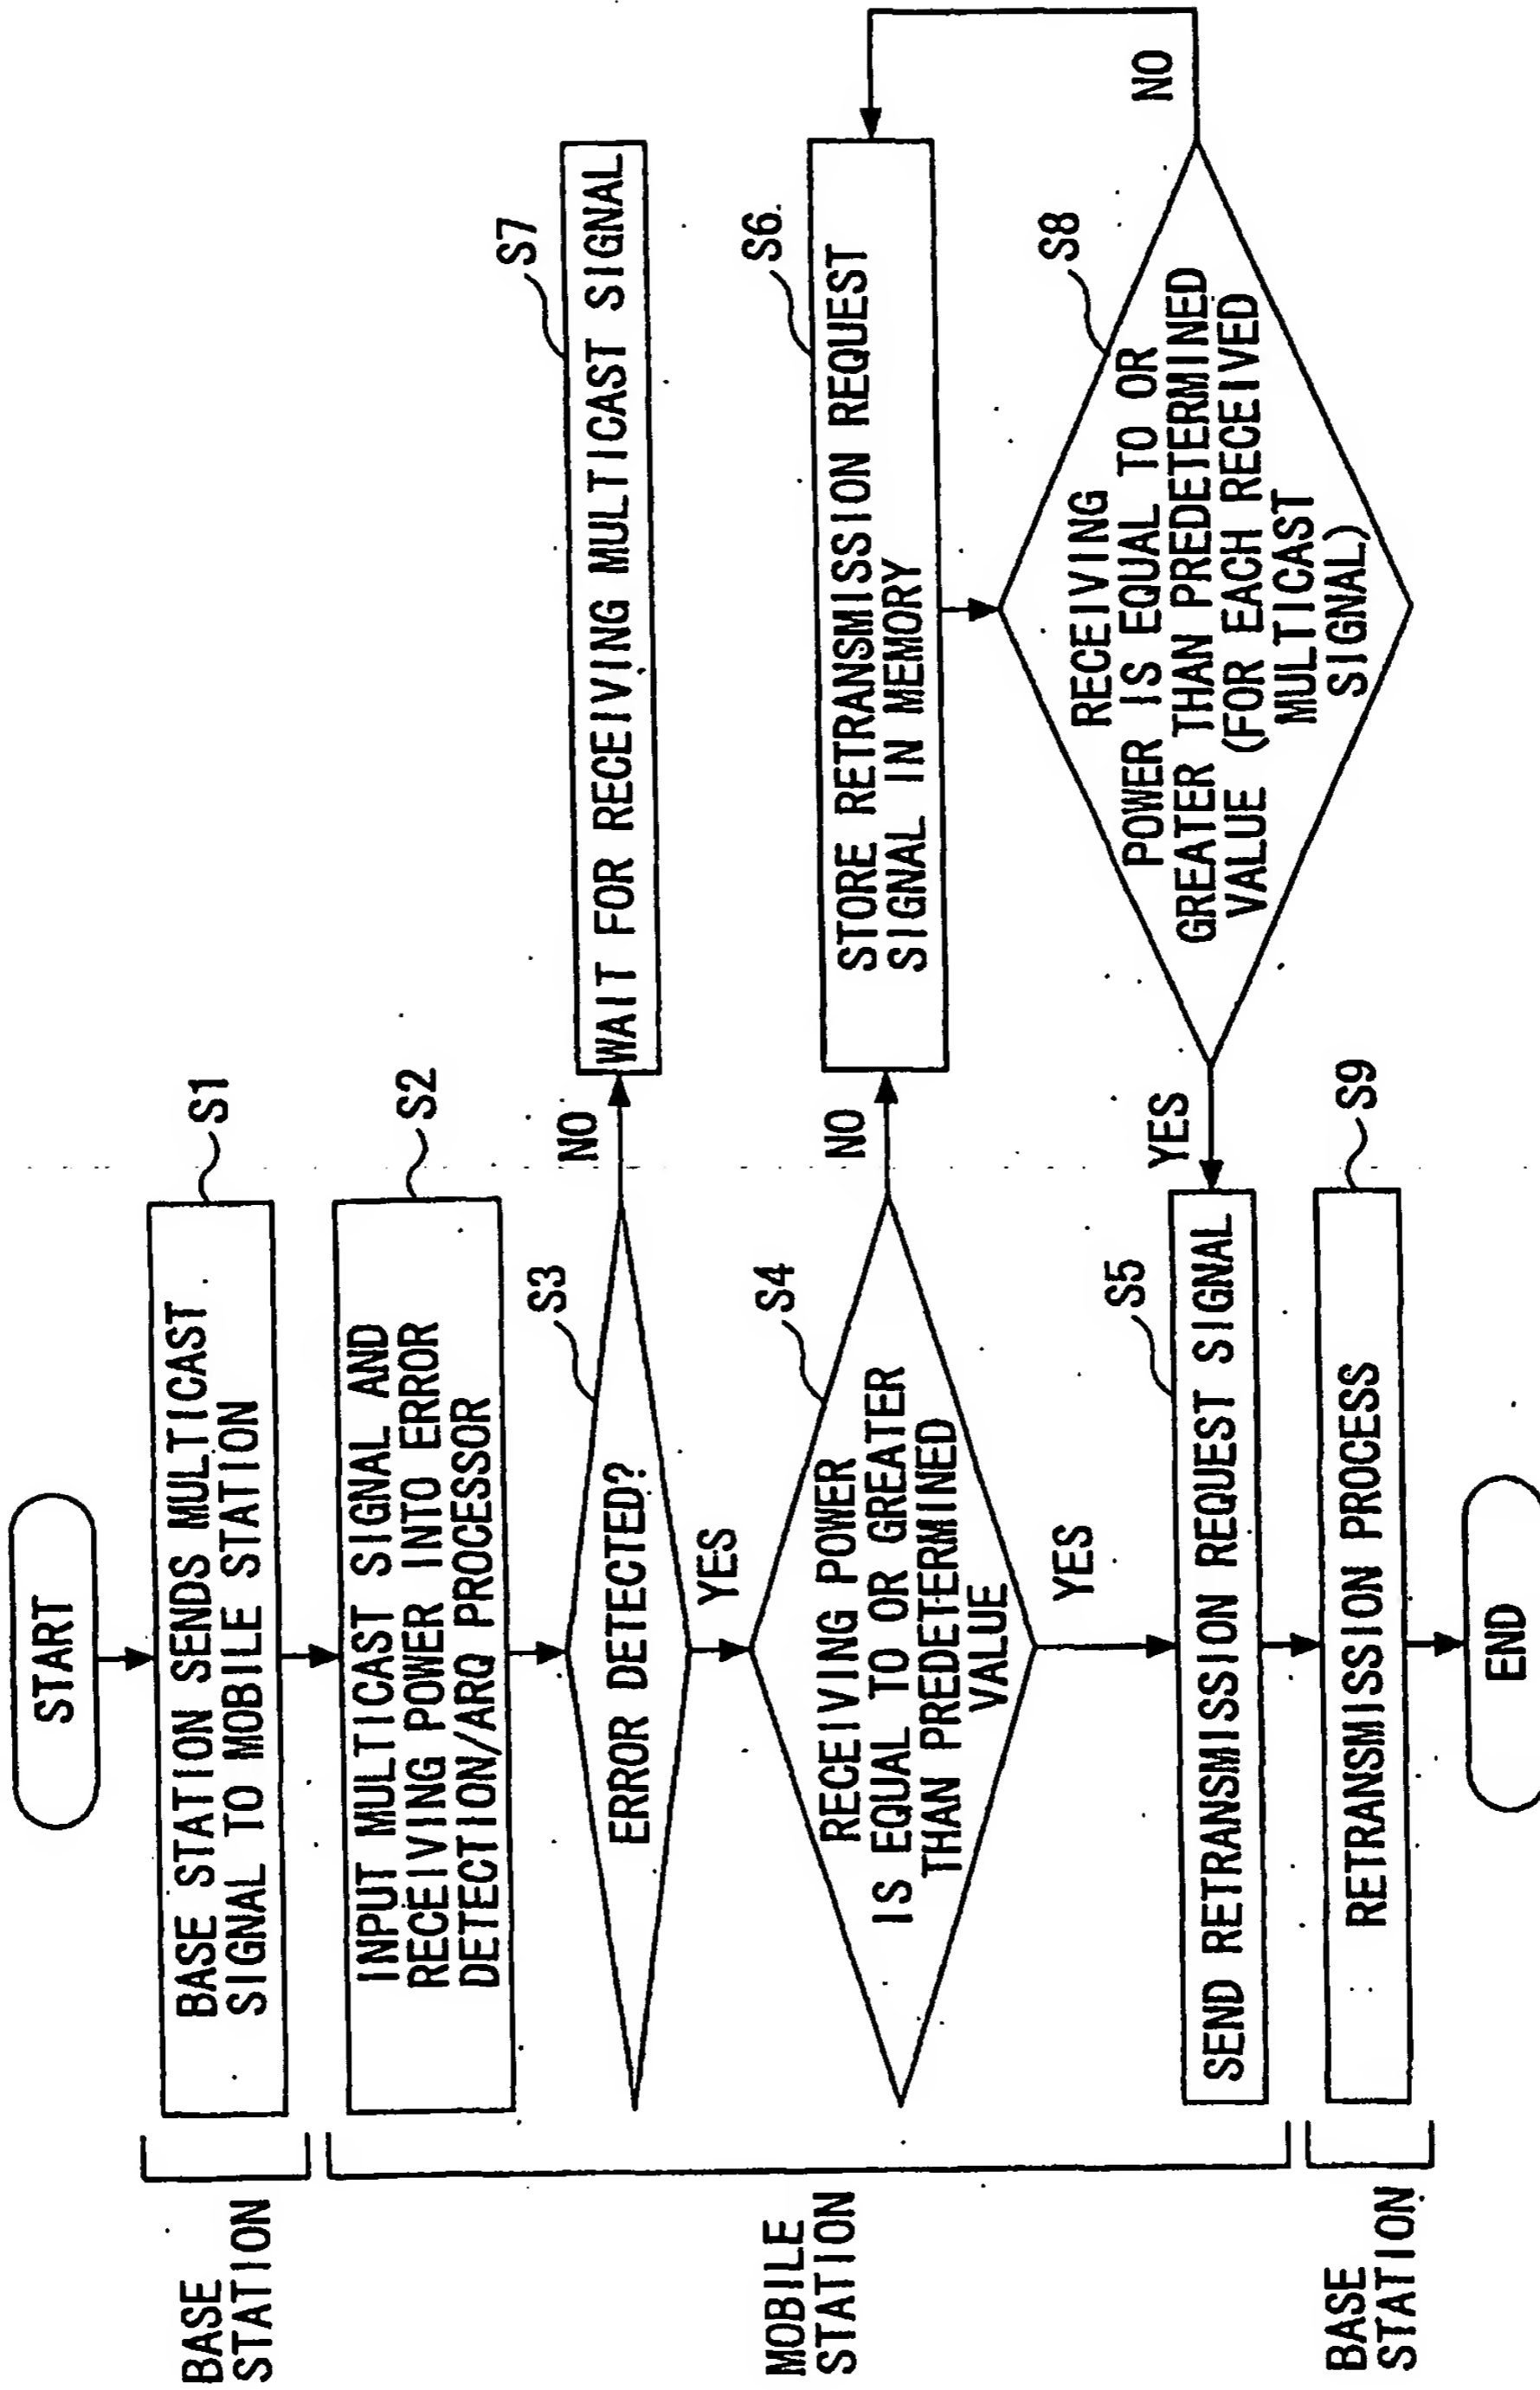 START
BASE STATION SENDS MULTICAST
SIGNAL TO MOBILE STATION
S1
BASE
STATION
INPUT MULTICAST SIGNAL AND
RECEIVING POWER INTO ERROR
DETECTION/ARQ PROCESSOR
S2
MOBILE
STATION
ERROR DETECTED?
S3
NO
WAIT FOR RECEIVING MULTICAST SIGNAL
S7
YES
RECEIVING POWER
IS EQUAL TO OR GREATER
THAN PREDETERMINED
VALUE
S4
NO
STORE RETRANSMISSION REQUEST
SIGNAL IN MEMORY
S6
YES
RECEIVING
POWER IS EQUAL TO OR
GREATER THAN PREDETERMINED
VALUE (FOR EACH RECEIVED
MULTICAST
SIGNAL)
S8
NO
YES
SEND RETRANSMISSION REQUEST SIGNAL
S5
RETRANSMISSION PROCESS
S9
BASE
STATION
END